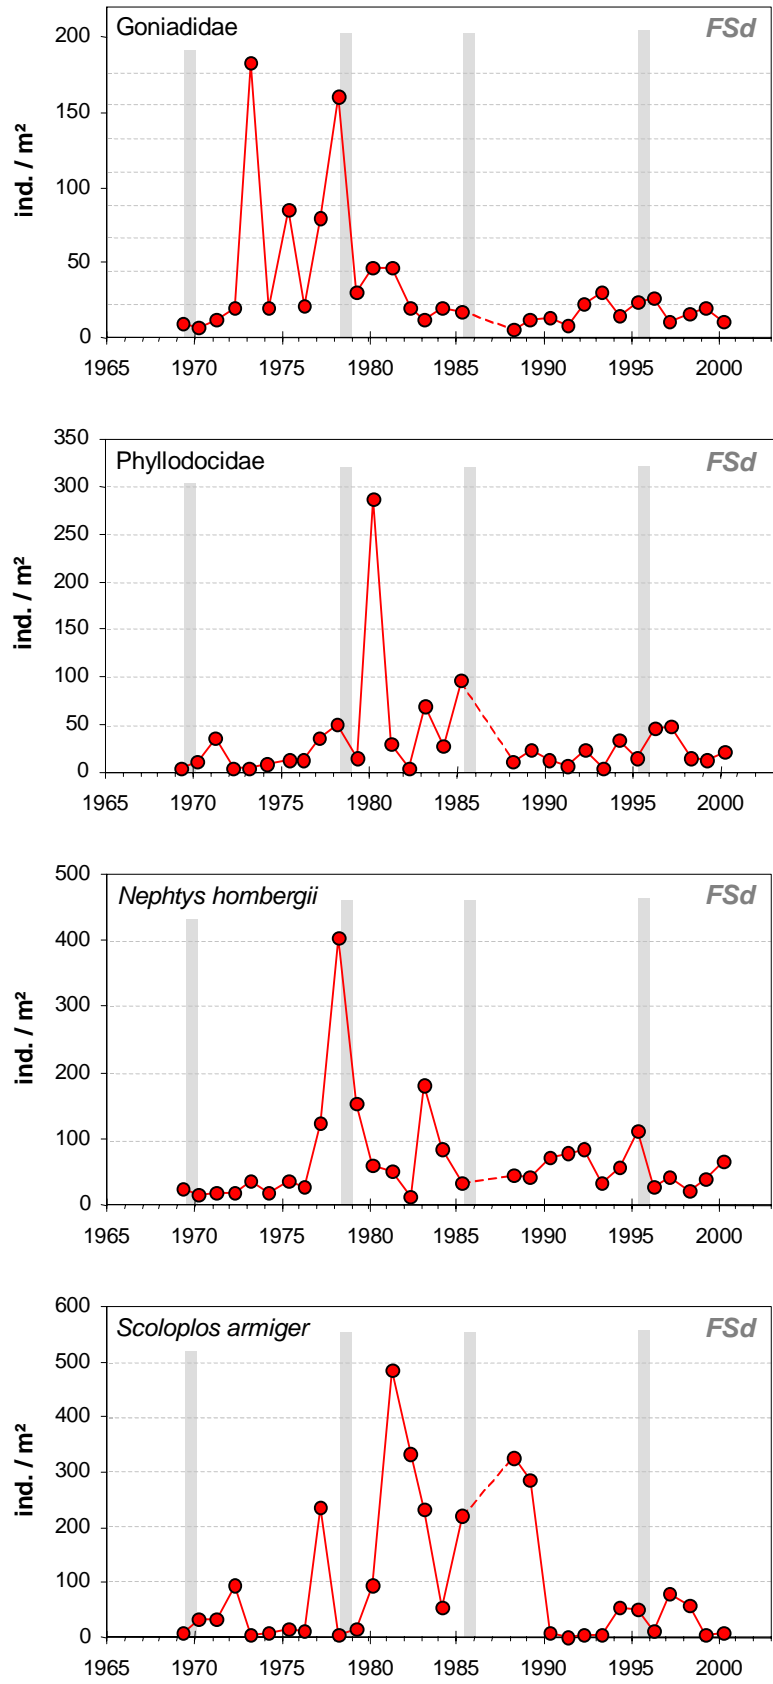 Goniadidae FSd
200
150
100
50
0
ind. / m²
1965 1970 1975 1980 1985 1990 1995 2000
Phyllodocidae FSd
350
300
250
200
150
100
50
0
ind. / m²
1965 1970 1975 1980 1985 1990 1995 2000
Nephtys hombergii FSd
500
400
300
200
100
0
ind. / m²
1965 1970 1975 1980 1985 1990 1995 2000
Scoloplos armiger FSd
600
500
400
300
200
100
0
ind. / m²
1965 1970 1975 1980 1985 1990 1995 2000